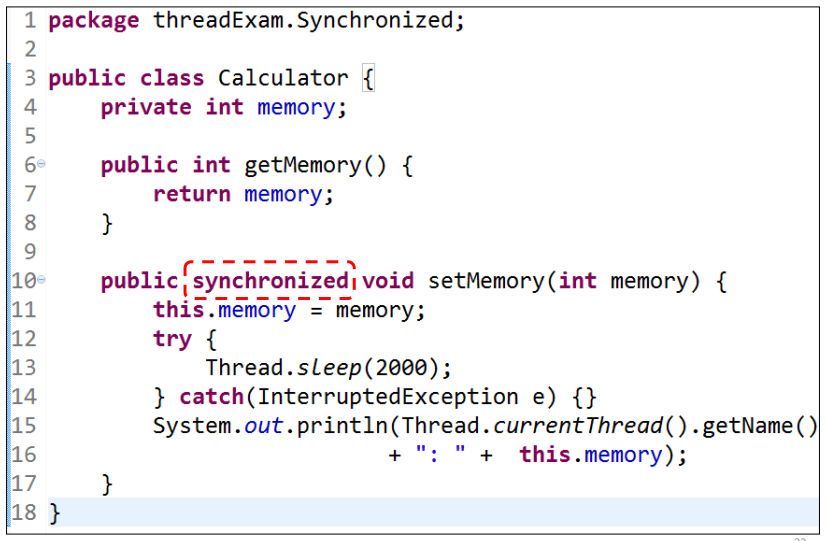 1 package threadExam.Synchronized;
2
3 public class Calculator {
4     private int memory;
5
6     public int getMemory() {
7         return memory;
8     }
9
10     public synchronized void setMemory(int memory) {
11         this.memory = memory;
12         try {
13             Thread.sleep(2000);
14         } catch(InterruptedException e) {}
15         System.out.println(Thread.currentThread().getName()
16                           + ": " +  this.memory);
17     }
18 }